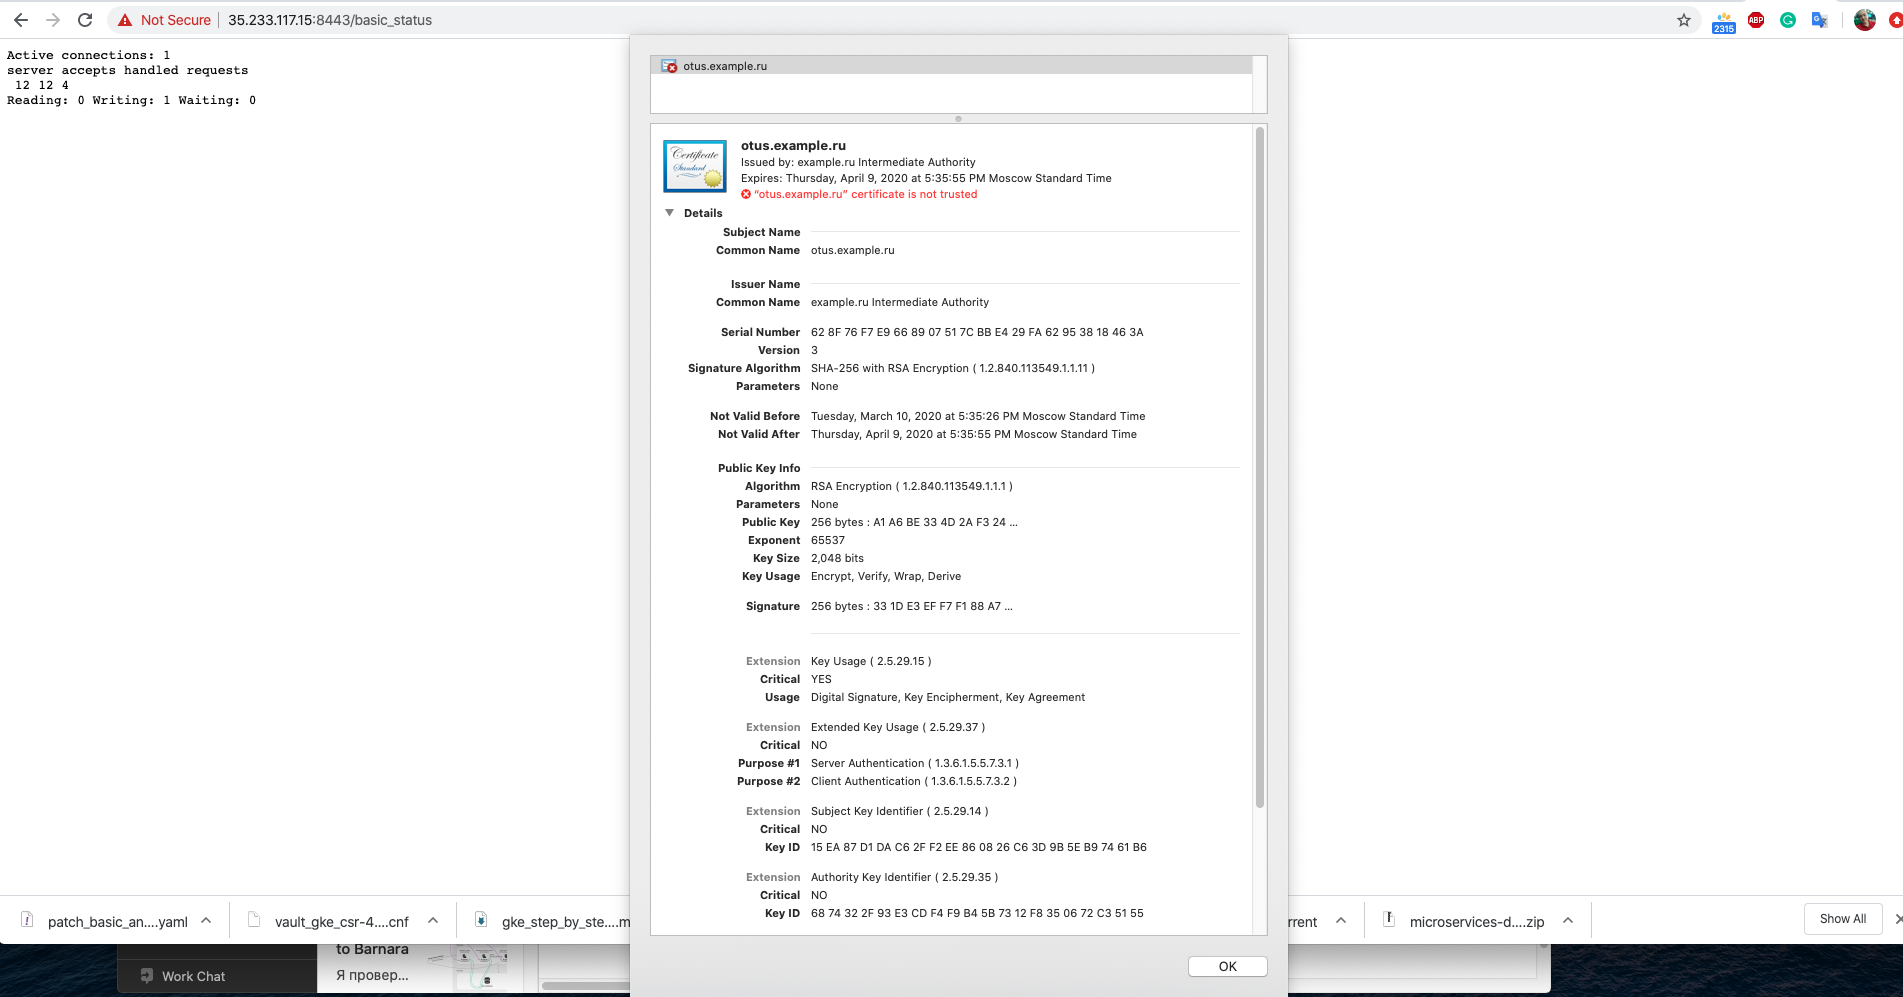 Not Secure 35.233.117.15:8443/basic_status
2315
ABP
Active connections: 1
server accepts handled requests
12 12 4
Reading: 0 Writing: 1 Waiting: 0
otus.example.ru
Certificate
Standard
otus.example.ru
Issued by: example.ru Intermediate Authority
Expires: Thursday, April 9, 2020 at 5:35:55 PM Moscow Standard Time
“otus.example.ru” certificate is not trusted
Details
Subject Name
Common Name otus.example.ru
Issuer Name
Common Name example.ru Intermediate Authority
Serial Number 62 8F 76 F7 E9 66 89 07 51 7C BB E4 29 FA 62 95 38 18 46 3A
Version 3
Signature Algorithm SHA-256 with RSA Encryption ( 1.2.840.113549.1.1.11 )
Parameters None
Not Valid Before Tuesday, March 10, 2020 at 5:35:26 PM Moscow Standard Time
Not Valid After Thursday, April 9, 2020 at 5:35:55 PM Moscow Standard Time
Public Key Info
Algorithm RSA Encryption ( 1.2.840.113549.1.1.1 )
Parameters None
Public Key 256 bytes : A1 A6 BE 33 4D 2A F3 24 ...
Exponent 65537
Key Size 2,048 bits
Key Usage Encrypt, Verify, Wrap, Derive
Signature 256 bytes : 33 1D E3 EF F7 F1 88 A7 ...
Extension Key Usage ( 2.5.29.15 )
Critical YES
Usage Digital Signature, Key Encipherment, Key Agreement
Extension Extended Key Usage ( 2.5.29.37 )
Critical NO
Purpose #1 Server Authentication ( 1.3.6.1.5.5.7.3.1 )
Purpose #2 Client Authentication ( 1.3.6.1.5.5.7.3.2 )
Extension Subject Key Identifier ( 2.5.29.14 )
Critical NO
Key ID 15 EA 87 D1 DA C6 2F F2 EE 86 08 26 C6 3D 9B 5E B9 74 61 B6
Extension Authority Key Identifier ( 2.5.29.35 )
Critical NO
Key ID 68 74 32 2F 93 E3 CD F4 F9 B4 5B 73 12 F8 35 06 72 C3 51 55
patch_basic_an....yaml vault_gke_csr-4....cnf gke_step_by_ste....m rrent microservices-d....zip Show All
to Barnara
Work Chat Я провер...
OK